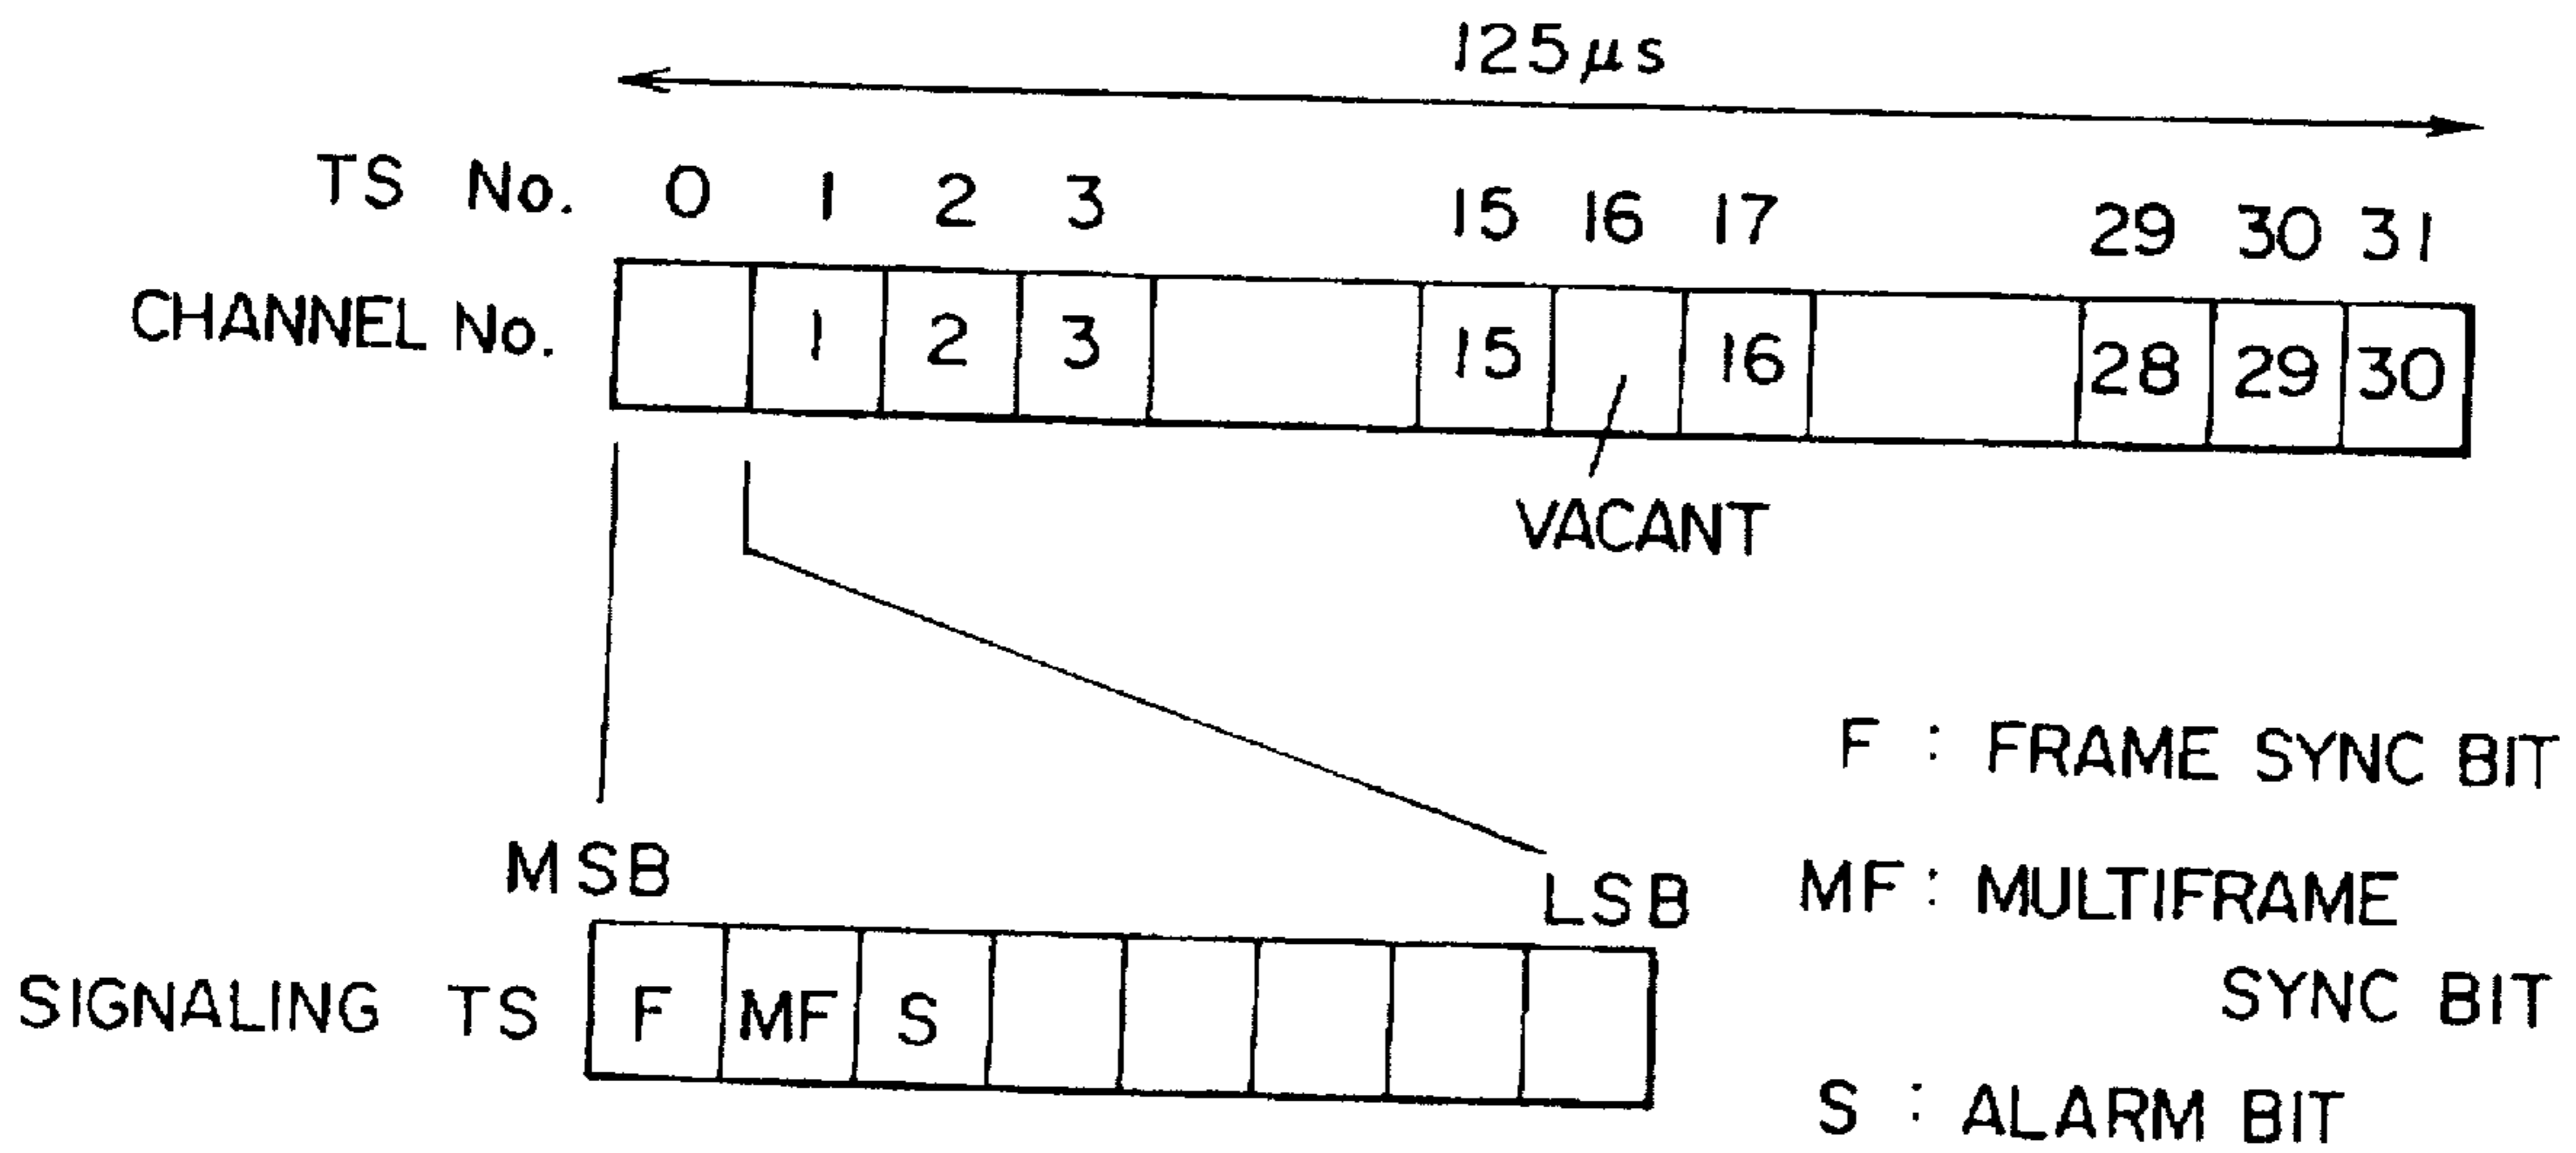 125μs
TS No. 0 1 2 3 15 16 17 29 30 31
CHANNEL No. 1 2 3 15 16 28 29 30
VACANT
MSB LSB
SIGNALING TS F MF S
F : FRAME SYNC BIT
MF : MULTIFRAME
SYNC BIT
S : ALARM BIT